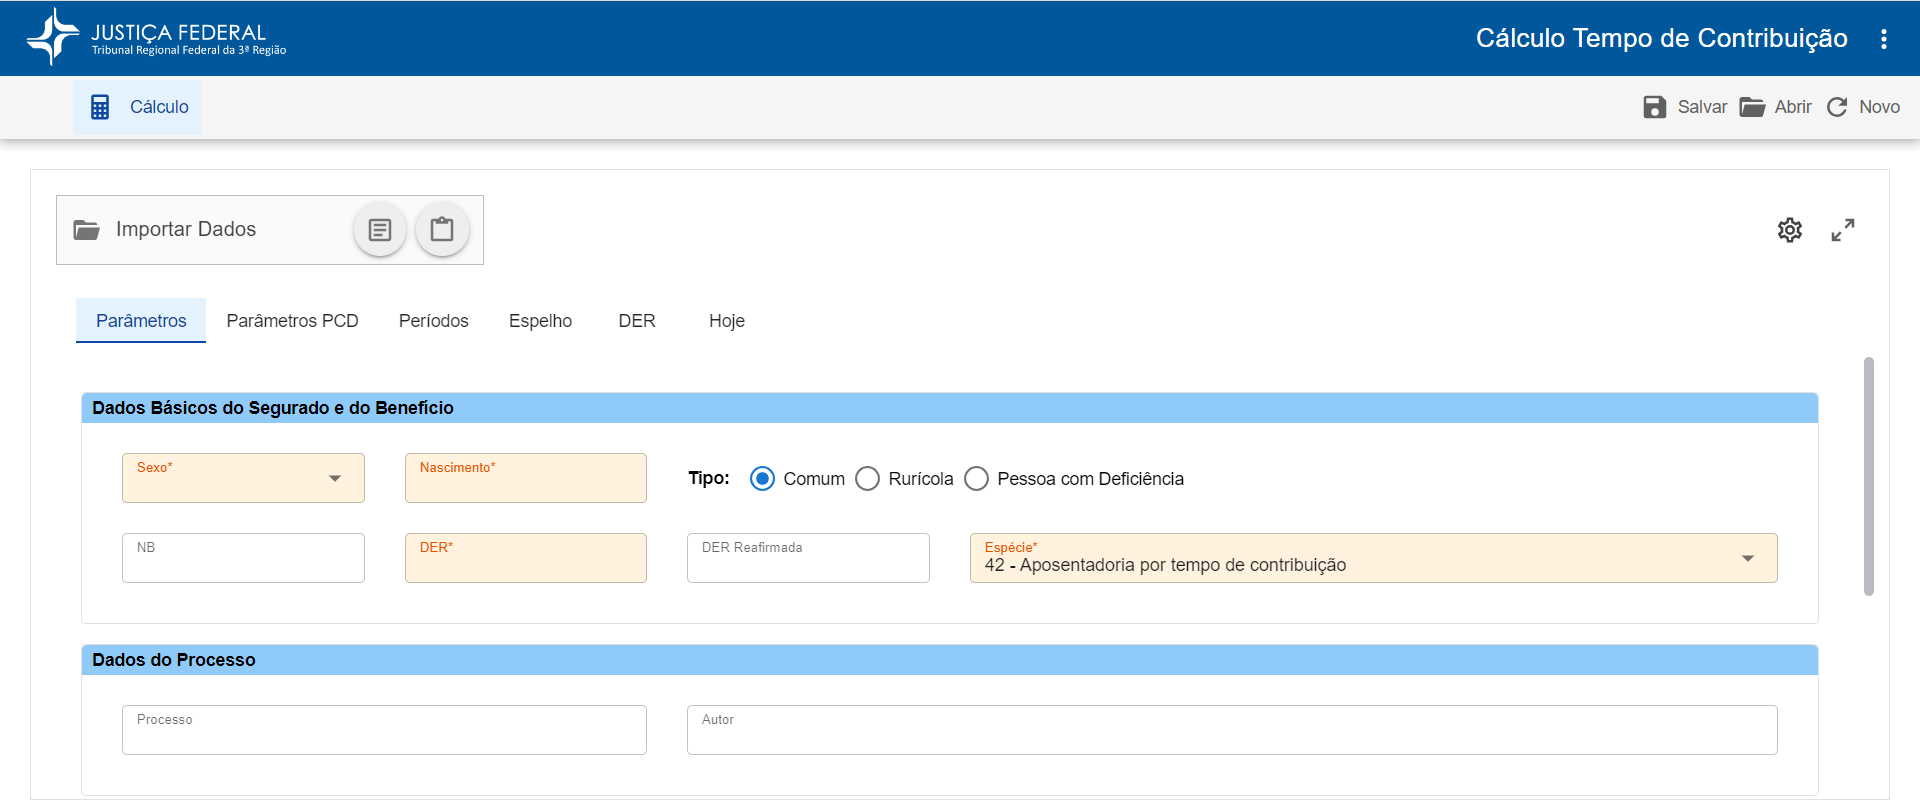 JUSTIÇA FEDERAL
Tribunal Regional Federal da 3ª Região
Cálculo Tempo de Contribuição
Cálculo
Salvar
Abrir
Novo
Importar Dados
Parâmetros
Parâmetros PCD
Períodos
Espelho
DER
Hoje
Dados Básicos do Segurado e do Benefício
Sexo*
Nascimento*
Tipo:
Comum
Rurícola
Pessoa com Deficiência
NB
DER*
DER Reafirmada
Espécie*
42 - Aposentadoria por tempo de contribuição
Dados do Processo
Processo
Autor